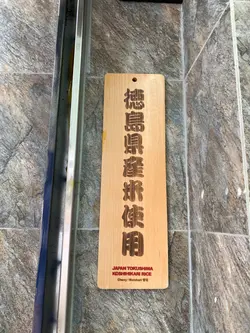 徳島県産米使用
JAPAN TOKUSHIMA
KOSHIHIKARI RICE